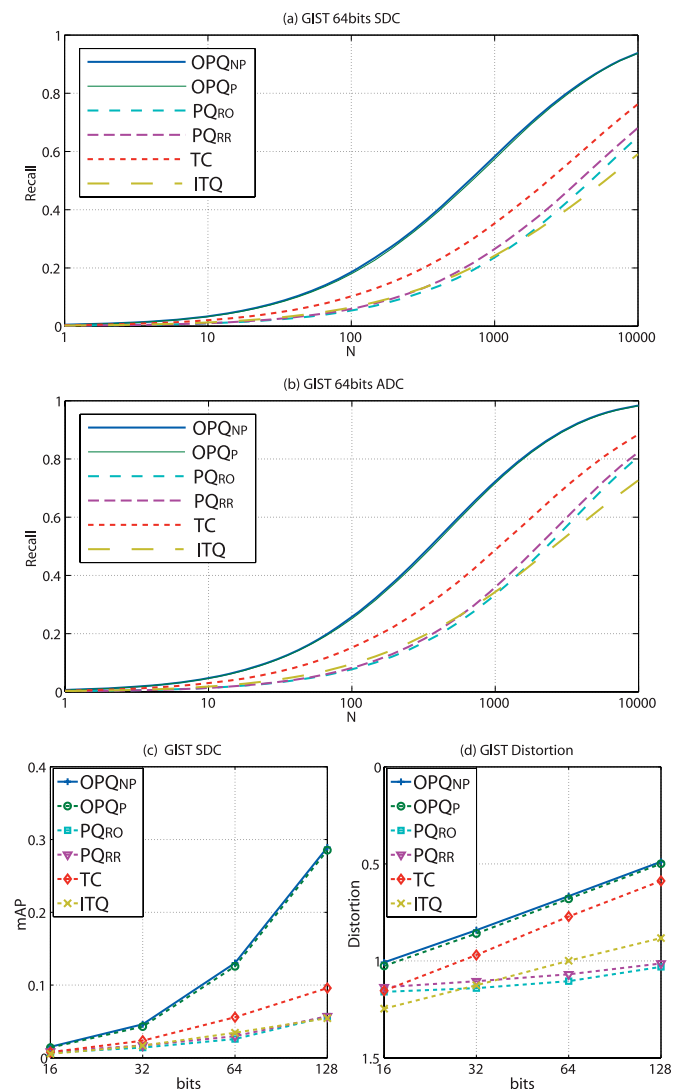 (a) GIST 64bits SDC
1
0.8
0.6
0.4
0.2
0
Recall
OPQNP
OPQP
PQRO
PQRR
TC
ITQ
1 10 100 1000 10000
N
(b) GIST 64bits ADC
1
0.8
0.6
0.4
0.2
0
Recall
OPQNP
OPQP
PQRO
PQRR
TC
ITQ
1 10 100 1000 10000
N
(c) GIST SDC
0.4
0.3
0.2
0.1
0
mAP
OPQNP
OPQP
PQRO
PQRR
TC
ITQ
16 32 64 128
bits
(d) GIST Distortion
0
0.5
1
1.5
Distortion
OPQNP
OPQP
PQRO
PQRR
TC
ITQ
16 32 64 128
bits